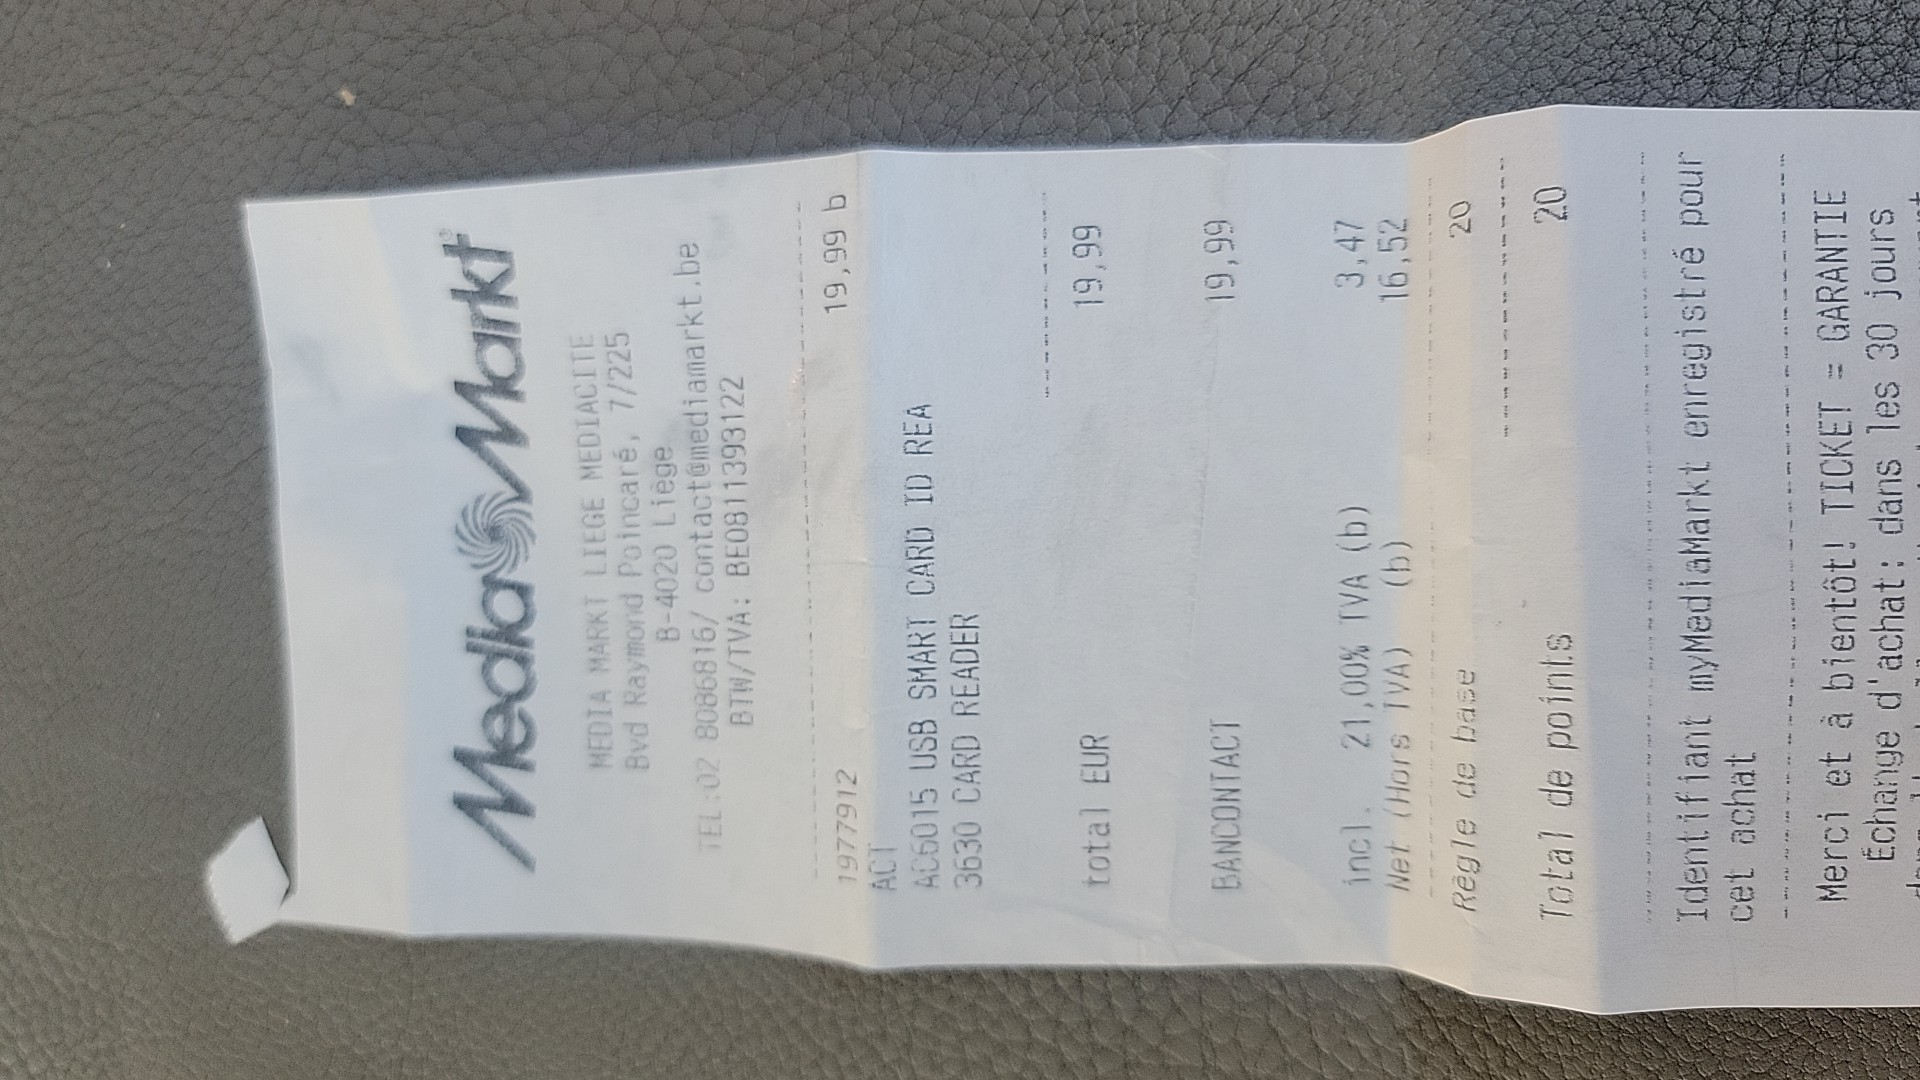 MediaMarkt®
MEDIA MARKT LIEGE MEDIACITE
Bvd Raymond Poincaré, 7/225
B-4020 Liège
TEL:02 8086816/ contact@mediamarkt.be
BTW/TVA: BE0811393122
1977912 19,99 b
ACT
AC6015 USB SMART CARD ID REA
3630 CARD READER
total EUR 19,99
BANCONTACT 19,99
incl. 21,00% TVA (b) 3,47
Net (Hors TVA) (b) 16,52
Règle de base 20
Total de points 20
Identifiant myMediaMarkt enregistré pour
cet achat
Merci et à bientôt! TICKET = GARANTIE
Échange d'achat: dans les 30 jours